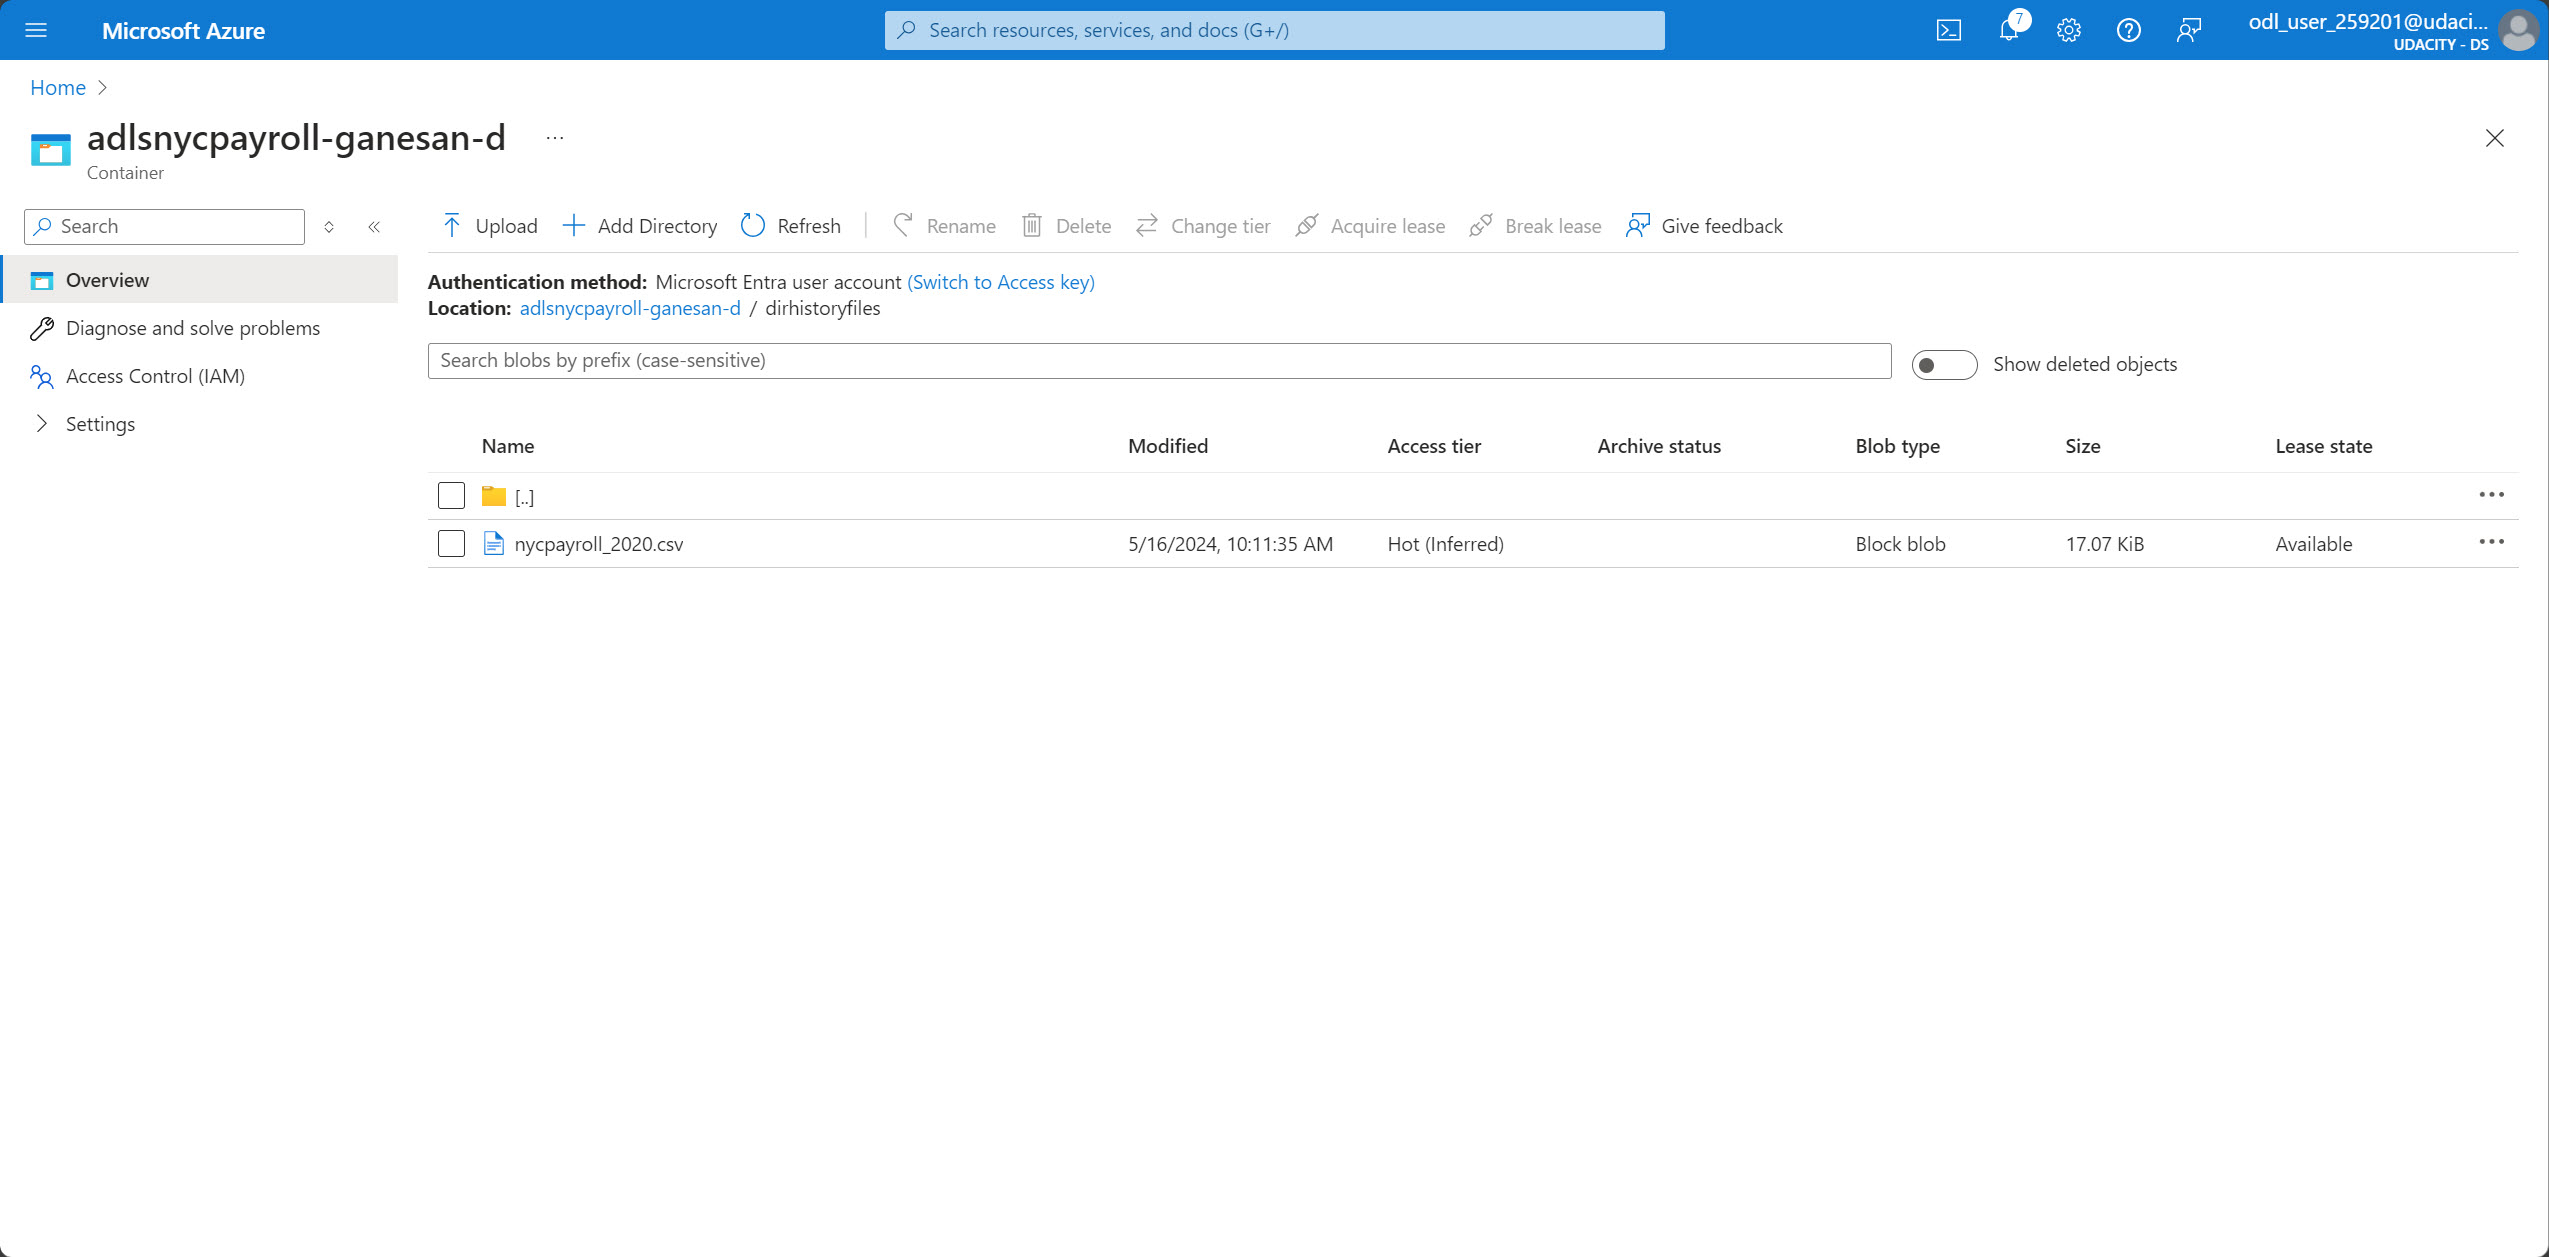 Microsoft Azure
Search resources, services, and docs (G+/)
7
odl_user_259201@udaci...
UDACITY - DS
Home
adlsnycpayroll-ganesan-d ...
Container
Search
Upload Add Directory Refresh Rename Delete Change tier Acquire lease Break lease Give feedback
Overview
Diagnose and solve problems
Access Control (IAM)
Settings
Authentication method: Microsoft Entra user account (Switch to Access key)
Location: adlsnycpayroll-ganesan-d / dirhistoryfiles
Search blobs by prefix (case-sensitive)
Show deleted objects
Name Modified Access tier Archive status Blob type Size Lease state
[..]
nycpayroll_2020.csv 5/16/2024, 10:11:35 AM Hot (Inferred) Block blob 17.07 KiB Available